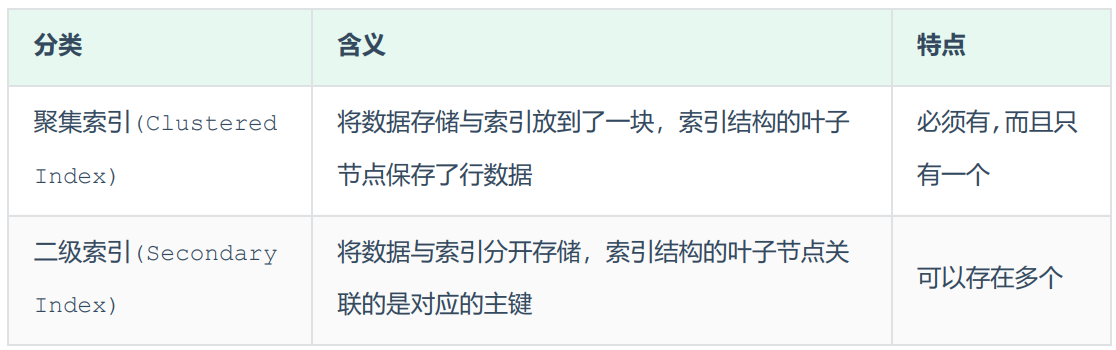 分类 含义 特点
聚集索引(Clustered
Index)
将数据存储与索引放到了一块，索引结构的叶子
节点保存了行数据
必须有,而且只
有一个
二级索引(Secondary
Index)
将数据与索引分开存储，索引结构的叶子节点关
联的是对应的主键
可以存在多个